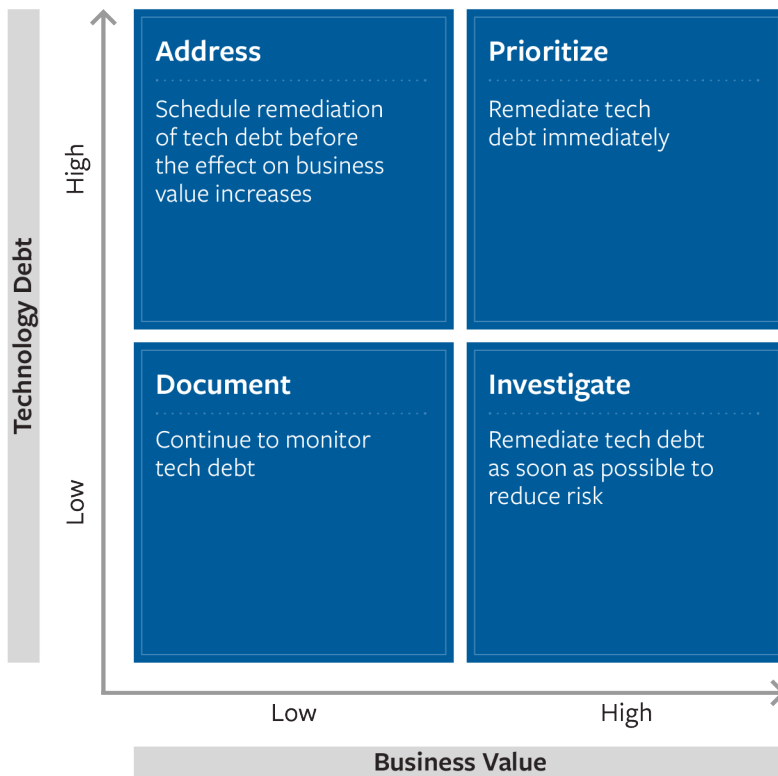 Technology Debt
High
Low
Address
Schedule remediation
of tech debt before
the effect on business
value increases
Prioritize
Remediate tech
debt immediately
Document
Continue to monitor
tech debt
Investigate
Remediate tech debt
as soon as possible to
reduce risk
Low
High
Business Value